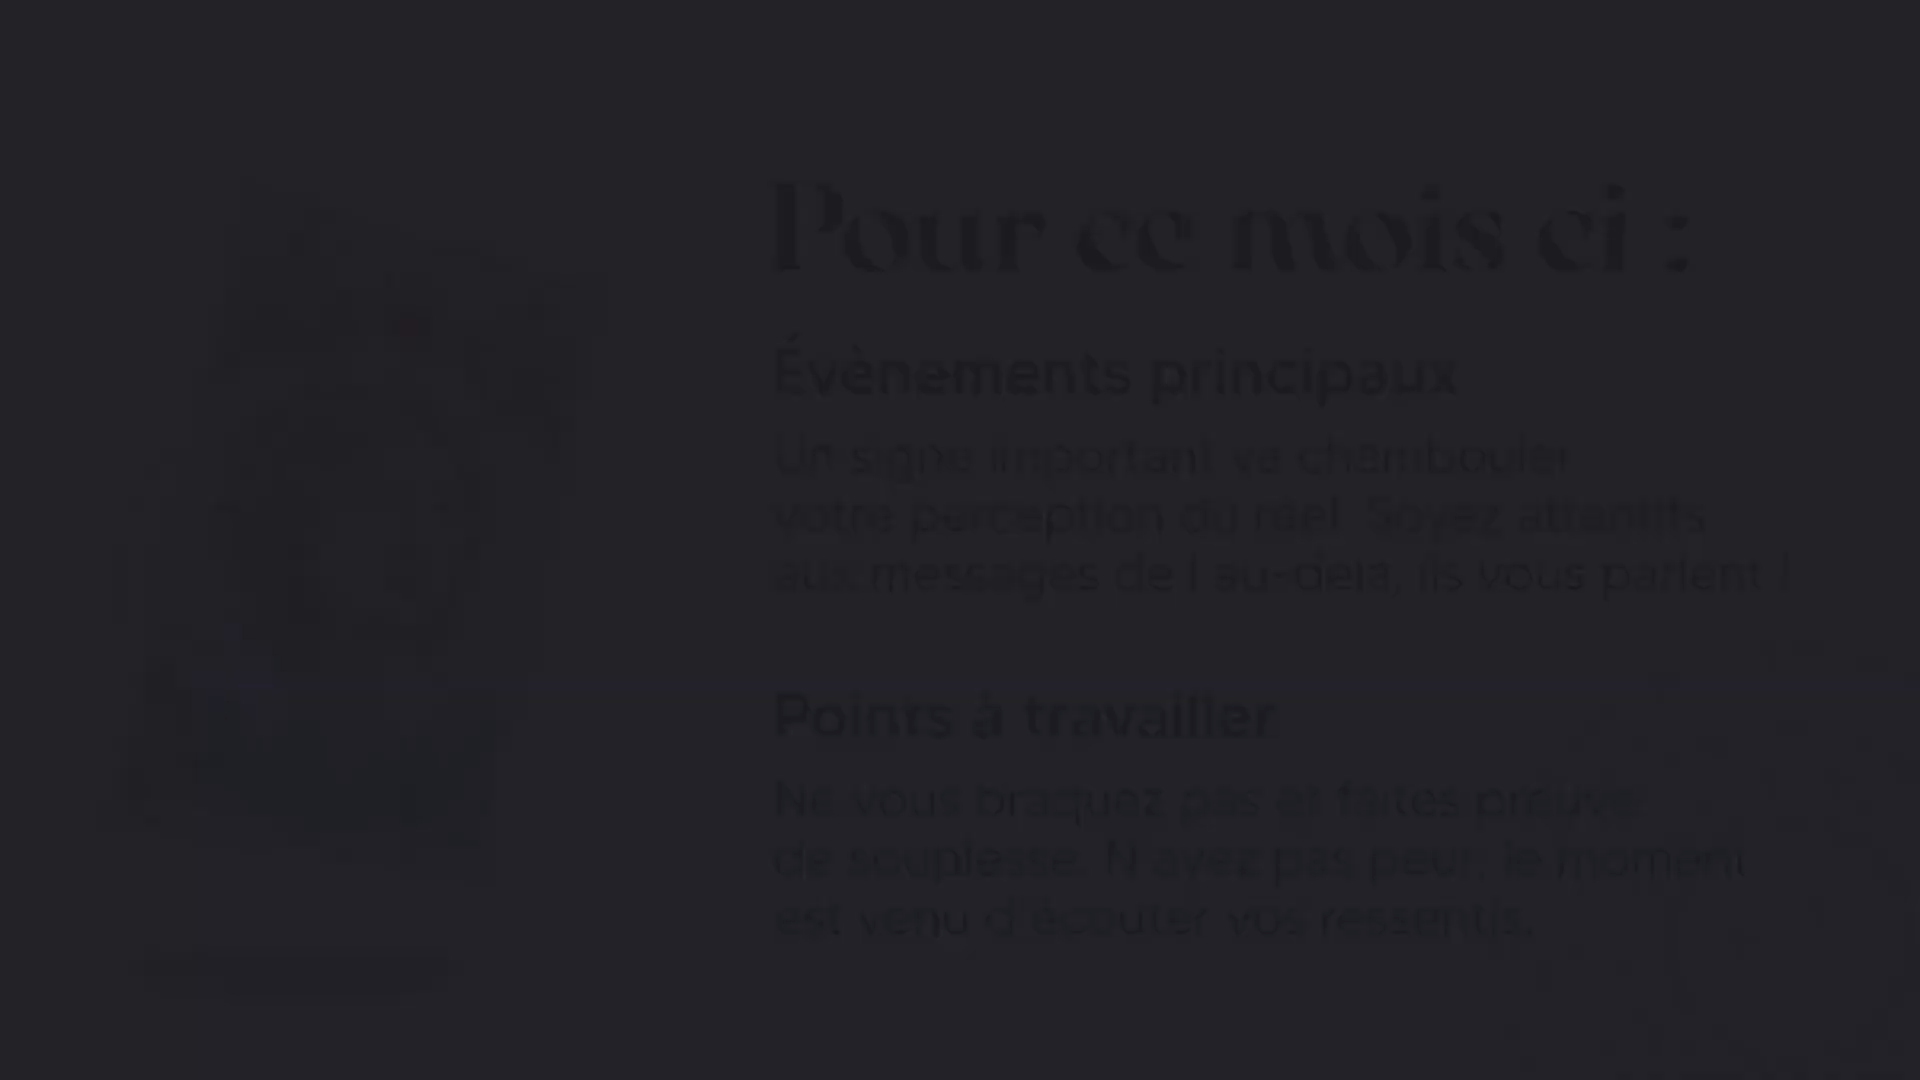 Pour ce mois ci :
Évènements principaux
Un signe important va chambouler
votre perception du réel. Soyez attentifs
aux messages de l'au-delà, ils vous parlent !
Points à travailler
Ne vous braquez pas et faites preuve
de souplesse. N'ayez pas peur, le moment
est venu d'écouter vos ressentis.